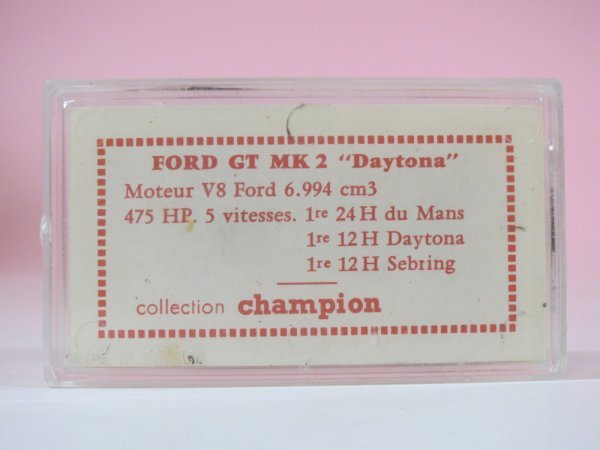 FORD GT MK 2 "Daytona"
Moteur V8 Ford 6.994 cm3
475 HP. 5 vitesses. 1re 24 H du Mans
1re 12 H Daytona
1re 12 H Sebring
collection champion